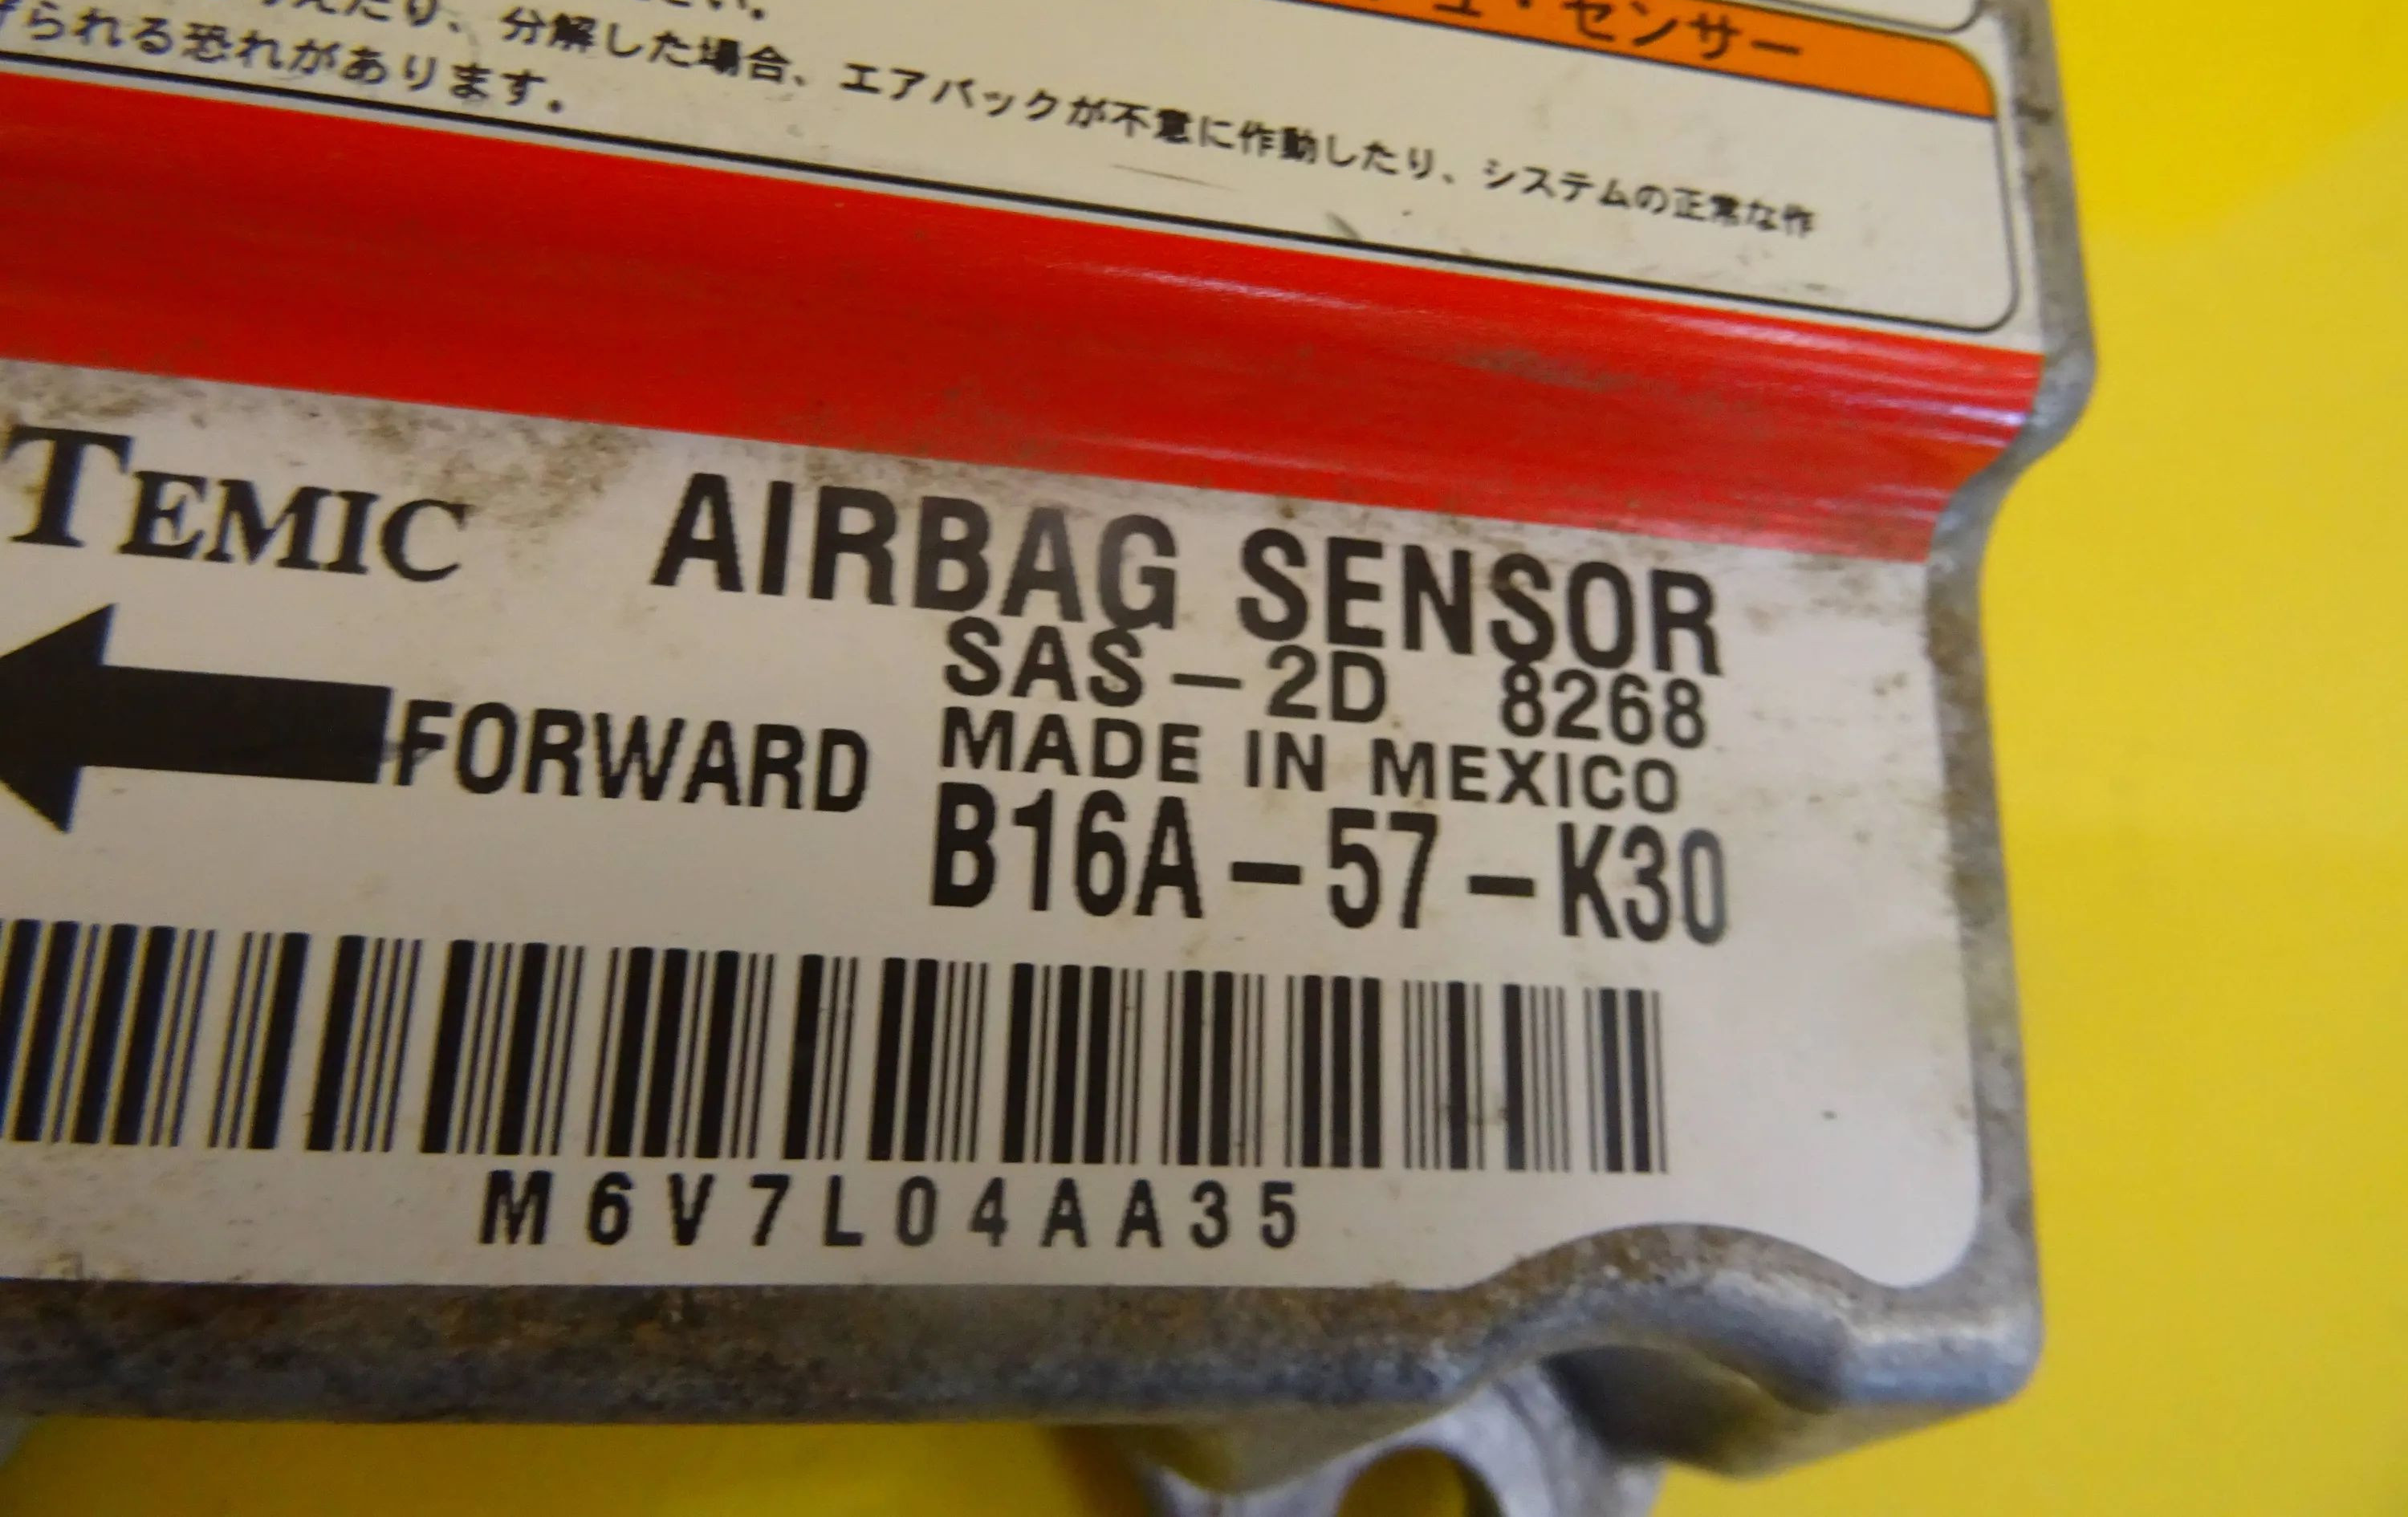 センサー
たり、分解した場合、エアバックが不意に作動したり、システムの正常な作
られる恐れがあります。
TEMIC
AIRBAG SENSOR
SAS-2D 8268
FORWARD
MADE IN MEXICO
B16A-57-K30
M6V7L04AA35